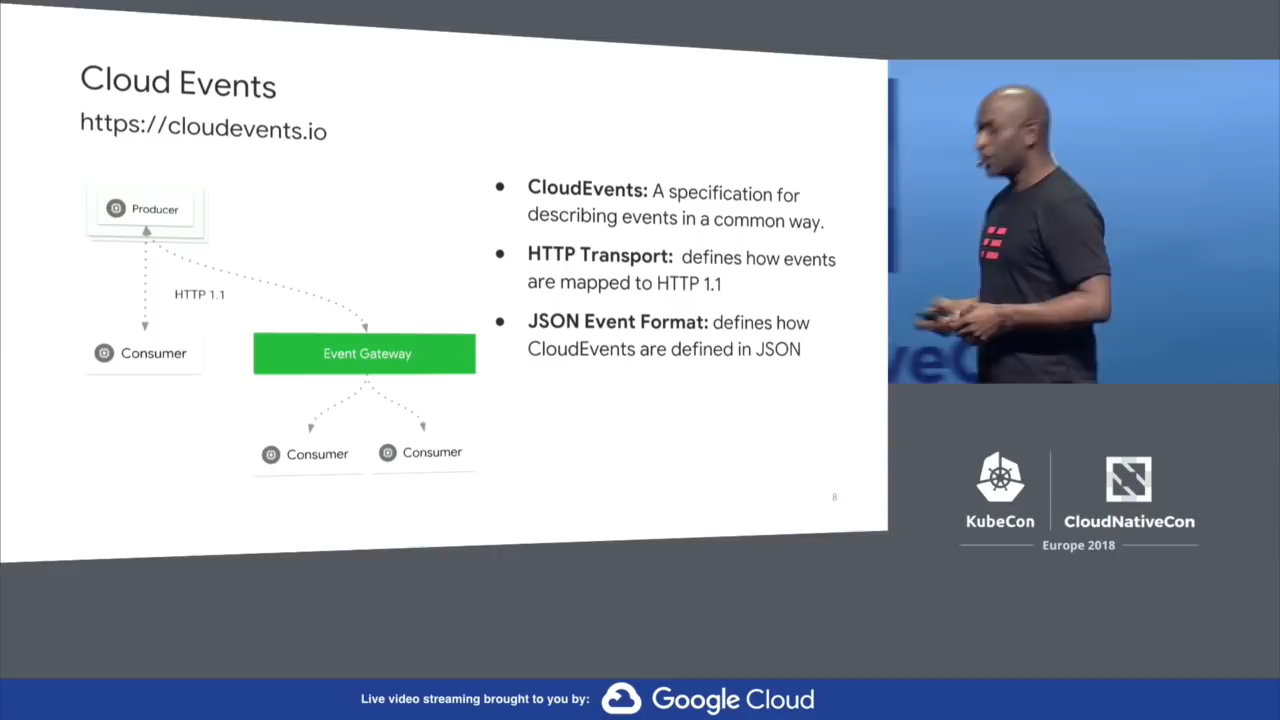 Cloud Events
https://cloudevents.io
Producer
HTTP 1.1
Consumer
Event Gateway
Consumer
Consumer
• CloudEvents: A specification for
describing events in a common way.
• HTTP Transport: defines how events
are mapped to HTTP 1.1
• JSON Event Format: defines how
CloudEvents are defined in JSON
8
veC
KubeCon
CloudNativeCon
Europe 2018
Live video streaming brought to you by:
Google Cloud